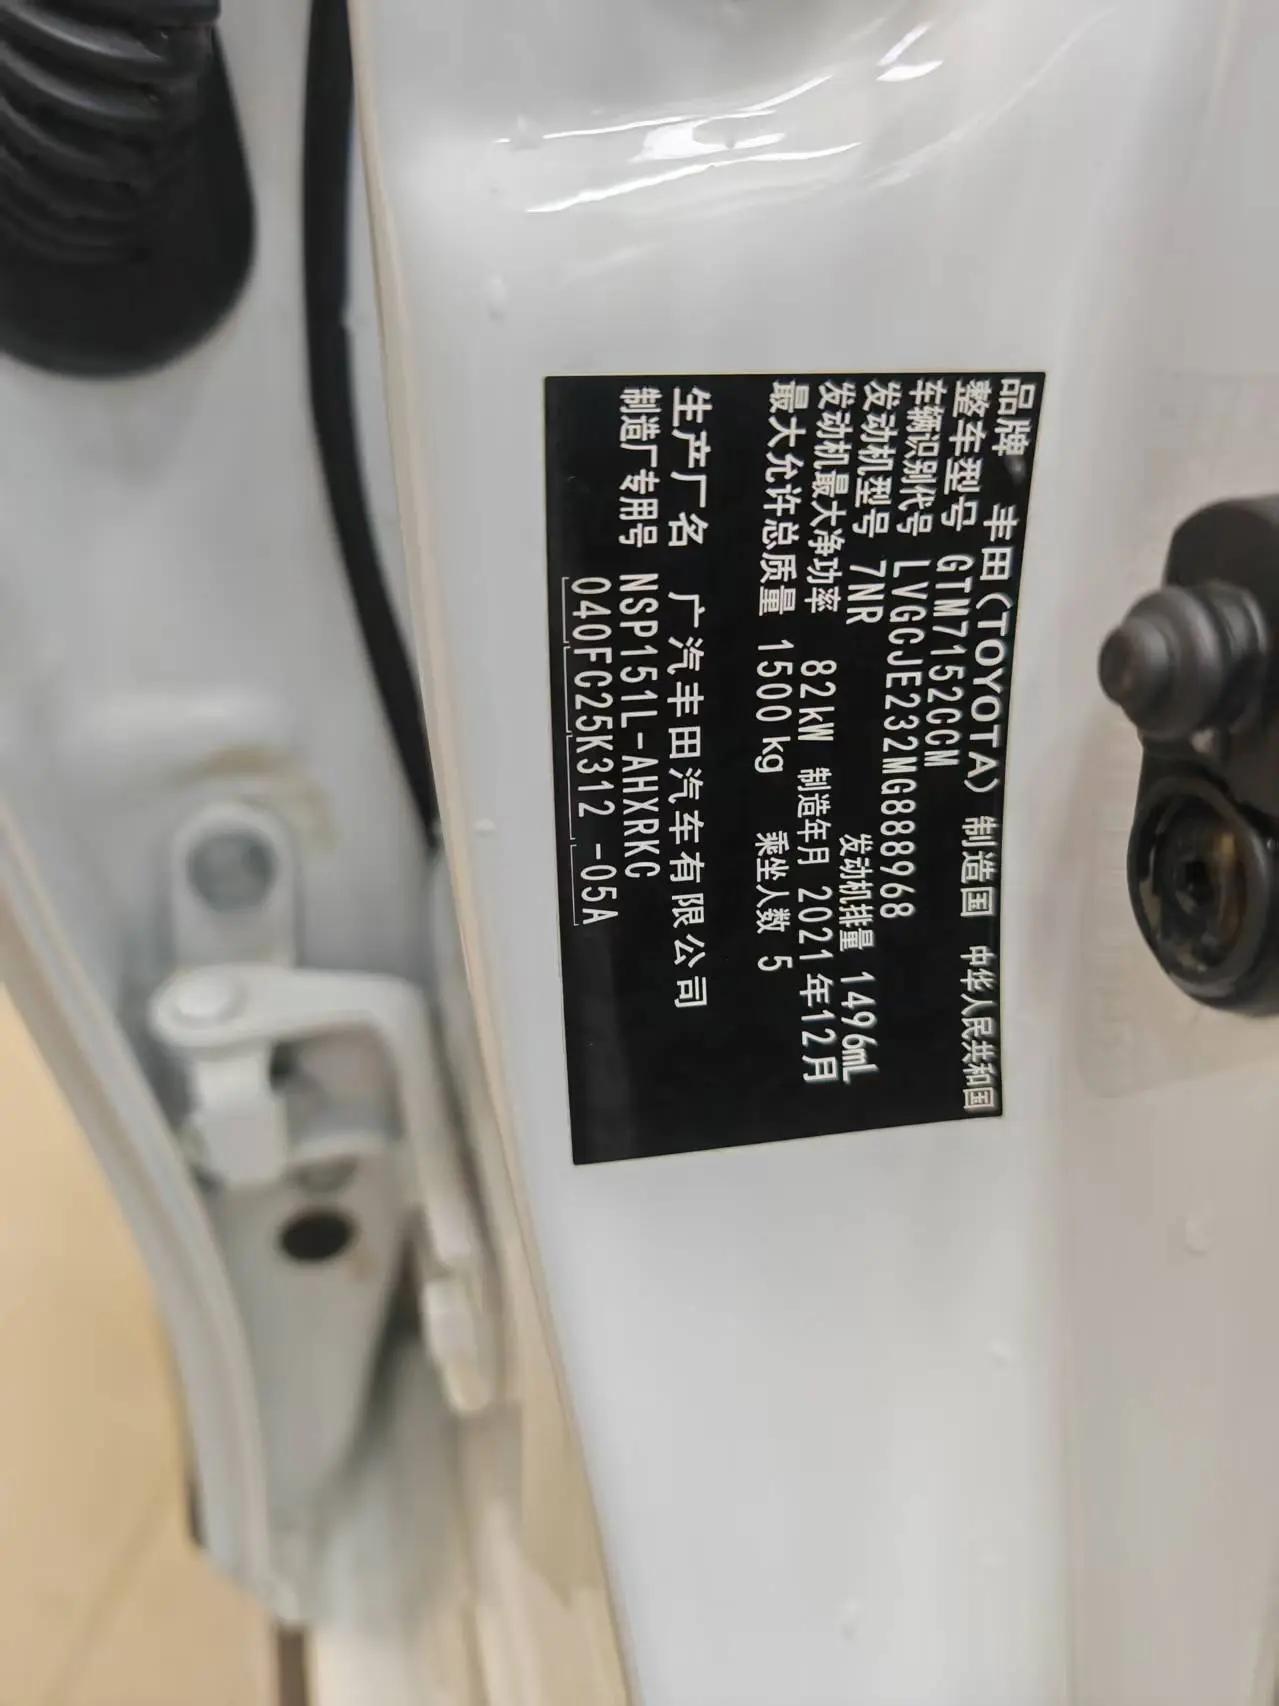 品牌 丰田(TOYOTA) 制造国 中华人民共和国
整车型号 GTM7152CCM
车辆识别代号 LVGCJE232MG888968
发动机型号 7NR 发动机排量 1496mL
发动机最大净功率 82kW 制造年月 2021年12月
最大允许总质量 1500kg 乘坐人数 5
生产厂名 广汽丰田汽车有限公司
制造厂专用号 NSP151L-AHXRKC
040FC25K312 -05A